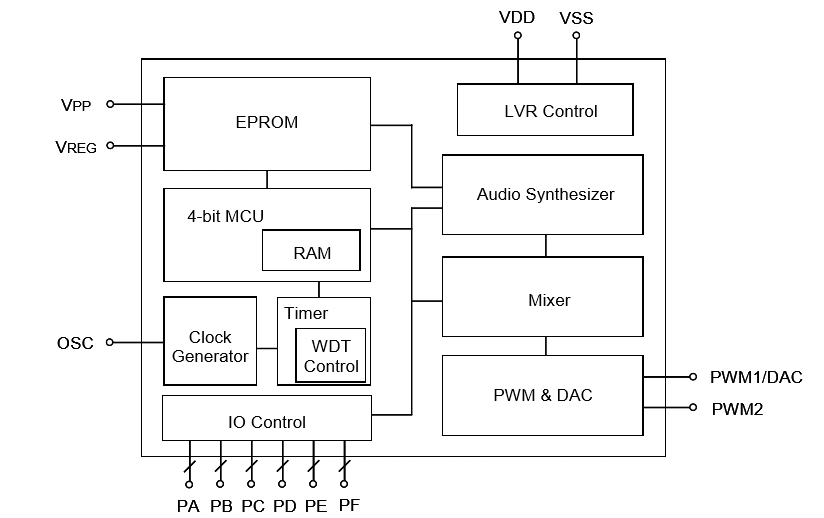 VDD VSS
VPP
EPROM
LVR Control
VREG
Audio Synthesizer
4-bit MCU
RAM
Mixer
Timer
OSC
Clock
Generator
WDT
Control
PWM & DAC
PWM1/DAC
PWM2
IO Control
PA PB PC PD PE PF